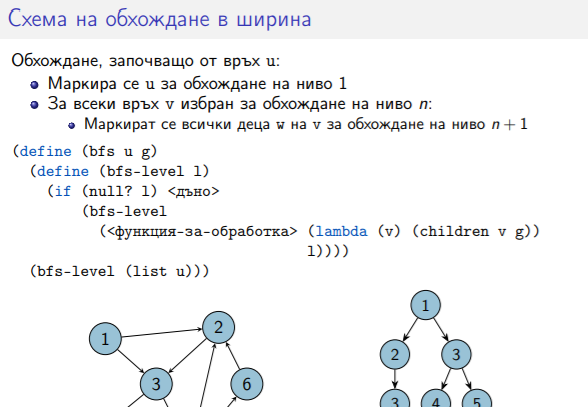 Схема на обхождане в ширина
Обхождане, започващо от връх u:
Маркира се u за обхождане на ниво 1
За всеки връх v избран за обхождане на ниво n:
Маркират се всички деца w на v за обхождане на ниво n + 1
(define (bfs u g)
(define (bfs-level l)
(if (null? l) <дъно>
(bfs-level
(<функция-за-обработка> (lambda (v) (children v g))
l))))
(bfs-level (list u)))
1
2
3
6
1
2
3
3
4
5